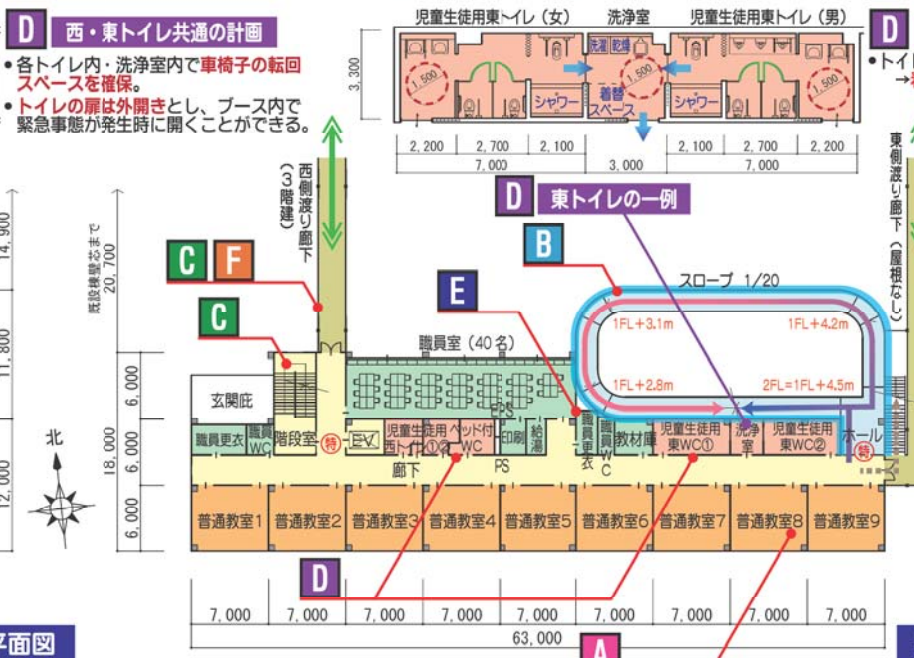 D 西・東トイレ共通の計画
•各トイレ内・洗浄室内で車椅子の転回
スペースを確保。
•トイレの扉は外開きとし、ブース内で
緊急事態が発生時に開くことができる。
児童生徒用東トイレ（女）
洗浄室
児童生徒用東トイレ（男）
3,300
1,500
洗濯
乾燥
1,500
1,500
シャワー
着替
スペース
シャワー
2,200
2,700
2,100
2,100
2,700
2,200
7,000
3,000
7,000
D
•トイ
→
D 東トイレの一例
東側渡り廊下（屋根なし）
西側渡り廊下
（3階建）
14,900
11,800
12,000
既設棟壁芯まで
20,700
18,000
6,000
6,000
6,000
C F
C
E
B
スロープ 1/20
1FL+3.1m
1FL+4.2m
1FL+2.8m
2FL=1FL+4.5m
職員室（40名）
玄関庇
職員更衣
職員
WC
階段室
特
EV
児童生徒用
西トイレ①②
ベッド付
WC
EPS
印刷
給湯
PS
職員更衣
職員WC
教材庫
児童生徒用
東WC①
洗浄室
児童生徒用
東WC②
ホール
特
廊下
北
普通教室1
普通教室2
普通教室3
普通教室4
普通教室5
普通教室6
普通教室7
普通教室8
普通教室9
D
7,000
7,000
7,000
7,000
7,000
7,000
7,000
7,000
7,000
63,000
A
平面図